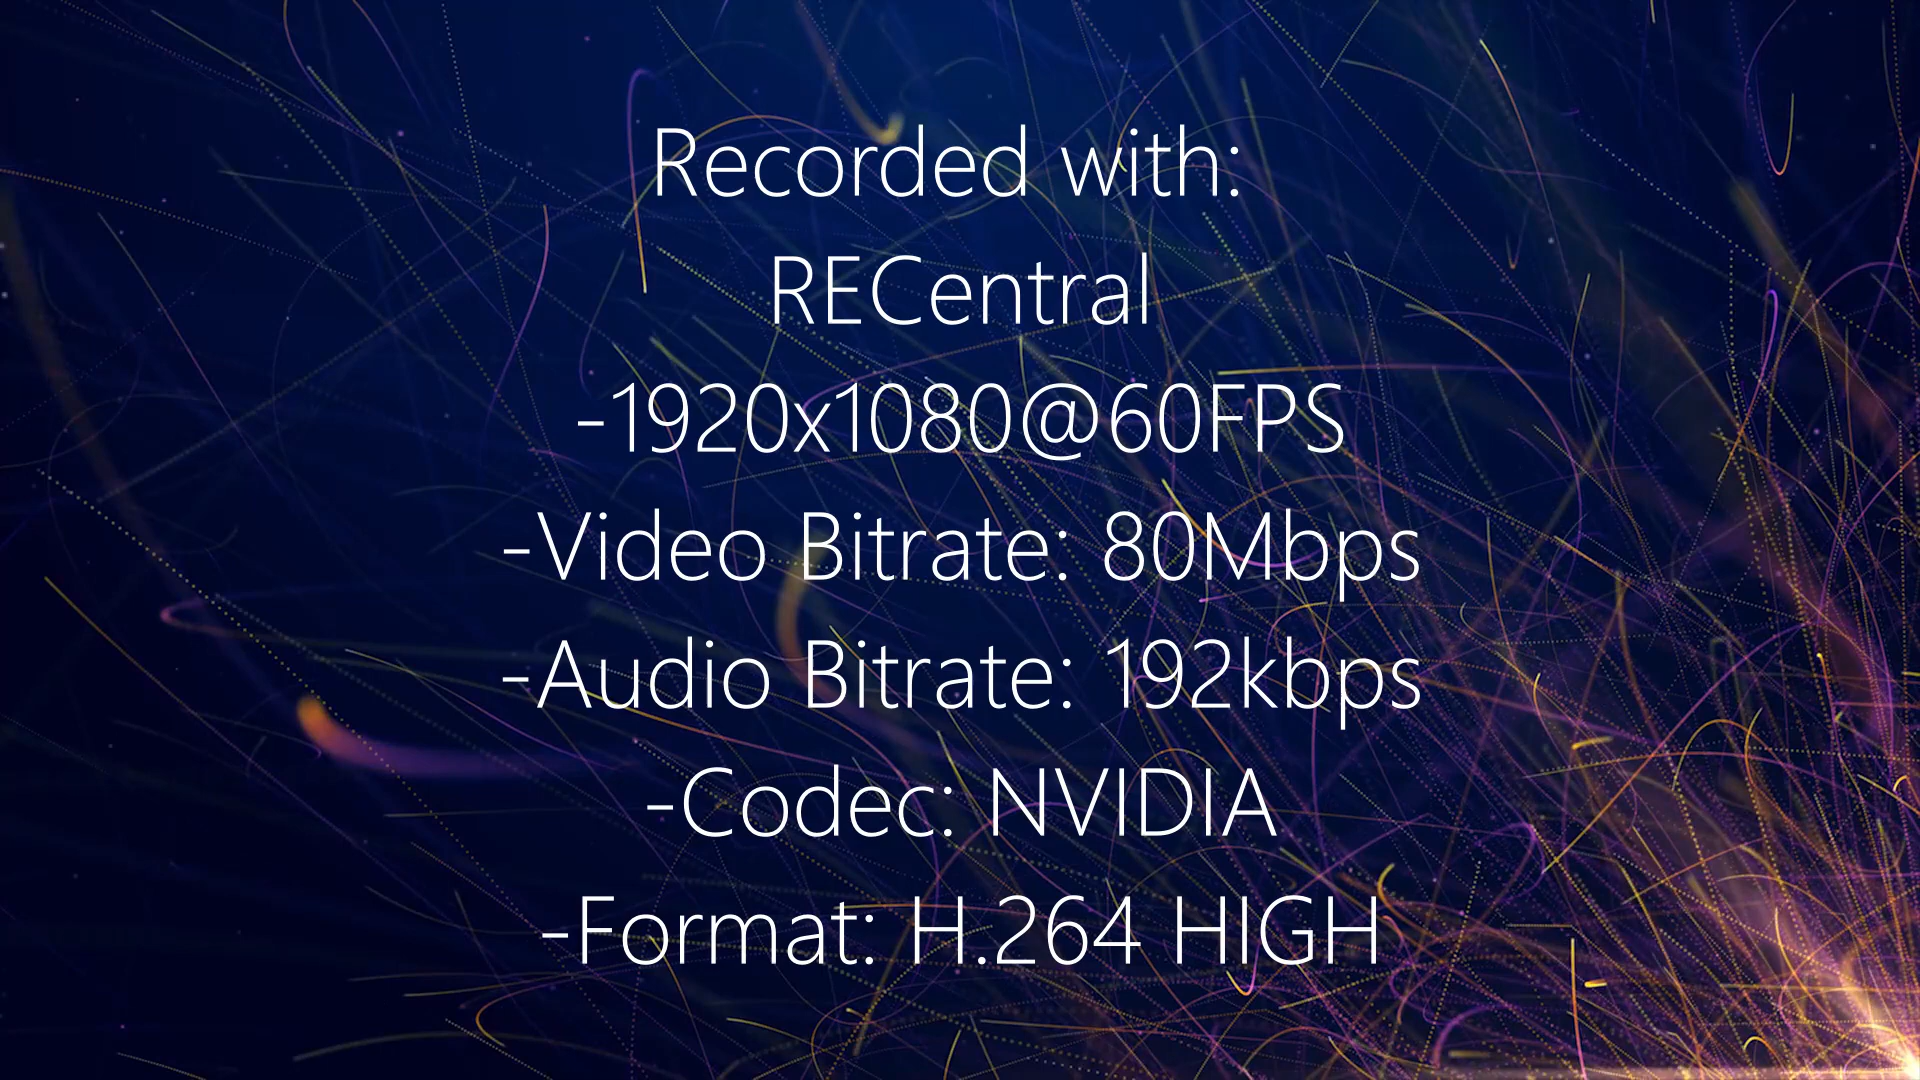 Recorded with:
RECentral
-1920x1080@60FPS
-Video Bitrate: 80Mbps
-Audio Bitrate: 192kbps
-Codec: NVIDIA
-Format: H.264 HIGH